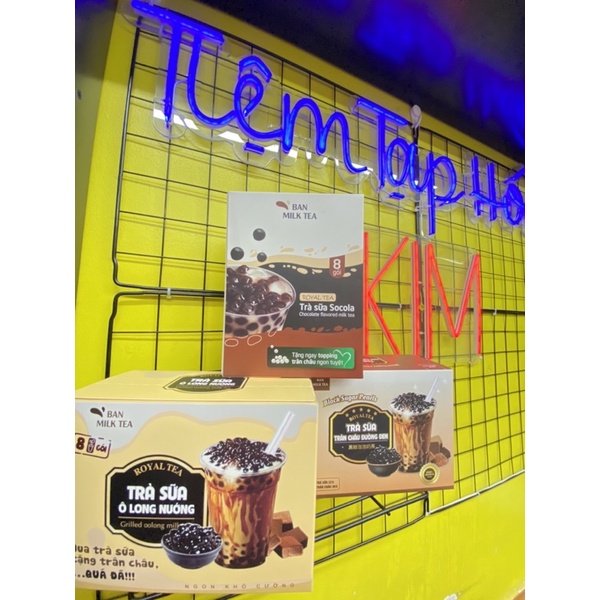 Tiệm Tạp Hó
KIM
BAN
MILK TEA
8
gói
ROYAL TEA
Trà sữa Socola
Chocolate flavored milk tea
Tặng ngay topping
trân châu ngon tuyệt
BAN
MILK TEA
8
gói
ROYAL TEA
TRÀ SỮA
Ô LONG NƯỚNG
Grilled oolong milk
ua trà sữa
tặng trân châu,
...QUÁ ĐÃ!!!
NGON KHÓ CƯỠNG
MILK TEA
Black Sugar Pearls
ROYAL TEA
TRÀ SỮA
TRÂN CHÂU ĐƯỜNG ĐEN